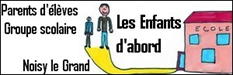 Parents d'élèves
Groupe scolaire
Noisy le Grand
Les Enfants
d'abord
ECOLE